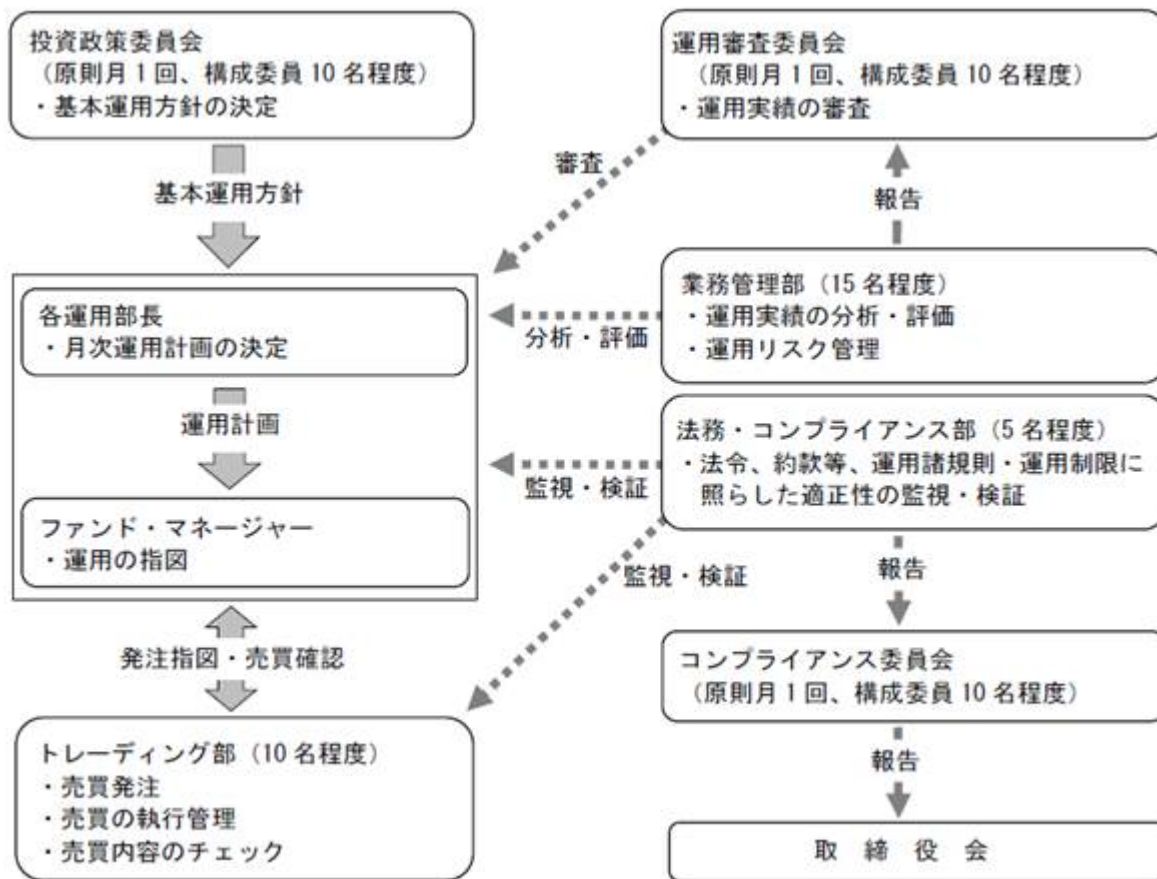 投資政策委員会
（原則月1回、構成委員10名程度）
・基本運用方針の決定
基本運用方針
各運用部長
・月次運用計画の決定
運用計画
ファンド・マネージャー
・運用の指図
発注指図・売買確認
トレーディング部（10名程度）
・売買発注
・売買の執行管理
・売買内容のチェック
運用審査委員会
（原則月1回、構成委員10名程度）
・運用実績の審査
審査
報告
業務管理部（15名程度）
・運用実績の分析・評価
・運用リスク管理
分析・評価
法務・コンプライアンス部（5名程度）
・法令、約款等、運用諸規則・運用制限に
照らした適正性の監視・検証
監視・検証
監視・検証
報告
コンプライアンス委員会
（原則月1回、構成委員10名程度）
報告
取締役会